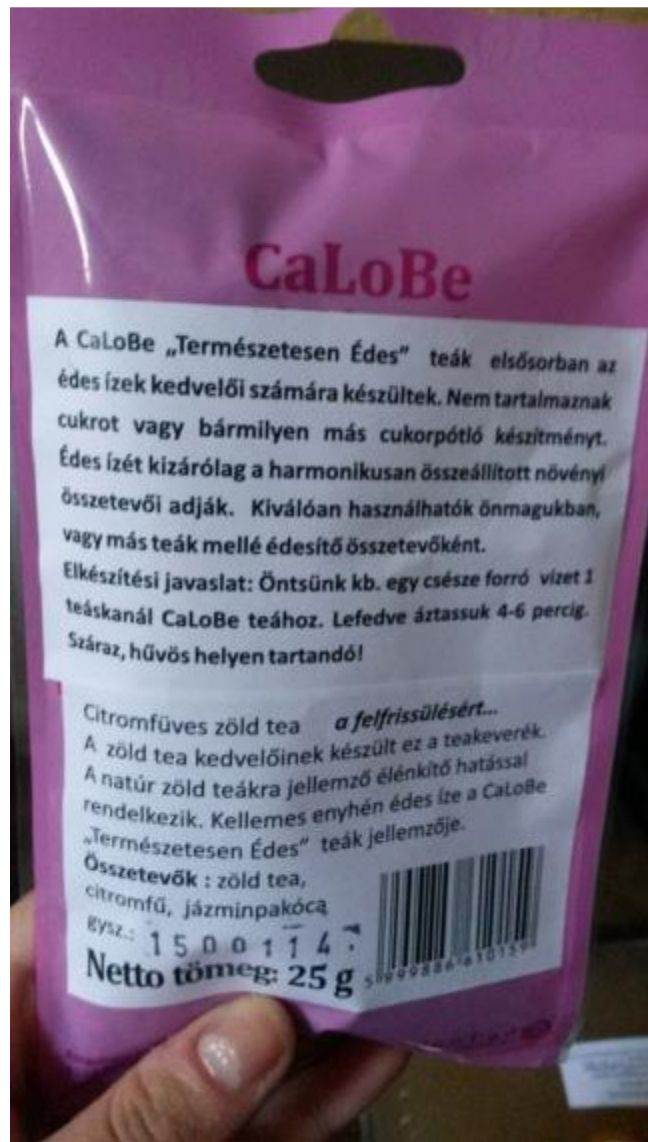 CaLoBe
A CaLoBe „Természetesen Édes” teák elsősorban az
édes ízek kedvelői számára készültek. Nem tartalmaznak
cukrot vagy bármilyen más cukorpótló készítményt.
Édes ízét kizárólag a harmonikusan összeállított növényi
összetevői adják. Kiválóan használhatók önmagukban,
vagy más teák mellé édesítő összetevőként.
Elkészítési javaslat: Öntsünk kb. egy csésze forró vizet 1
teáskanál CaLoBe teához. Lefedve áztassuk 4-6 percig.
Száraz, hűvös helyen tartandó!
Citromfüves zöld tea a felfrissülésért...
A zöld tea kedvelőinek készült ez a teakeverék.
A natúr zöld teákra jellemző élénkítő hatással
rendelkezik. Kellemes enyhén édes íze a CaLoBe
„Természetesen Édes” teák jellemzője.
Összetevők : zöld tea,
citromfű, jázminpakóca
gysz.: 1500114
Netto tömeg: 25 g